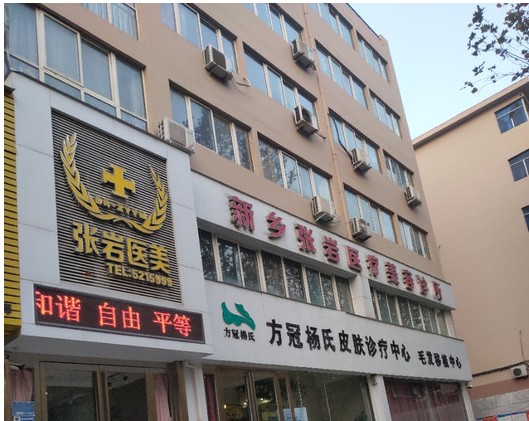 张岩医美
TEL:5215999
和谐 自由 平等
新乡张岩医疗美容诊所
方冠杨氏
方冠杨氏皮肤诊疗中心 毛发移植中心